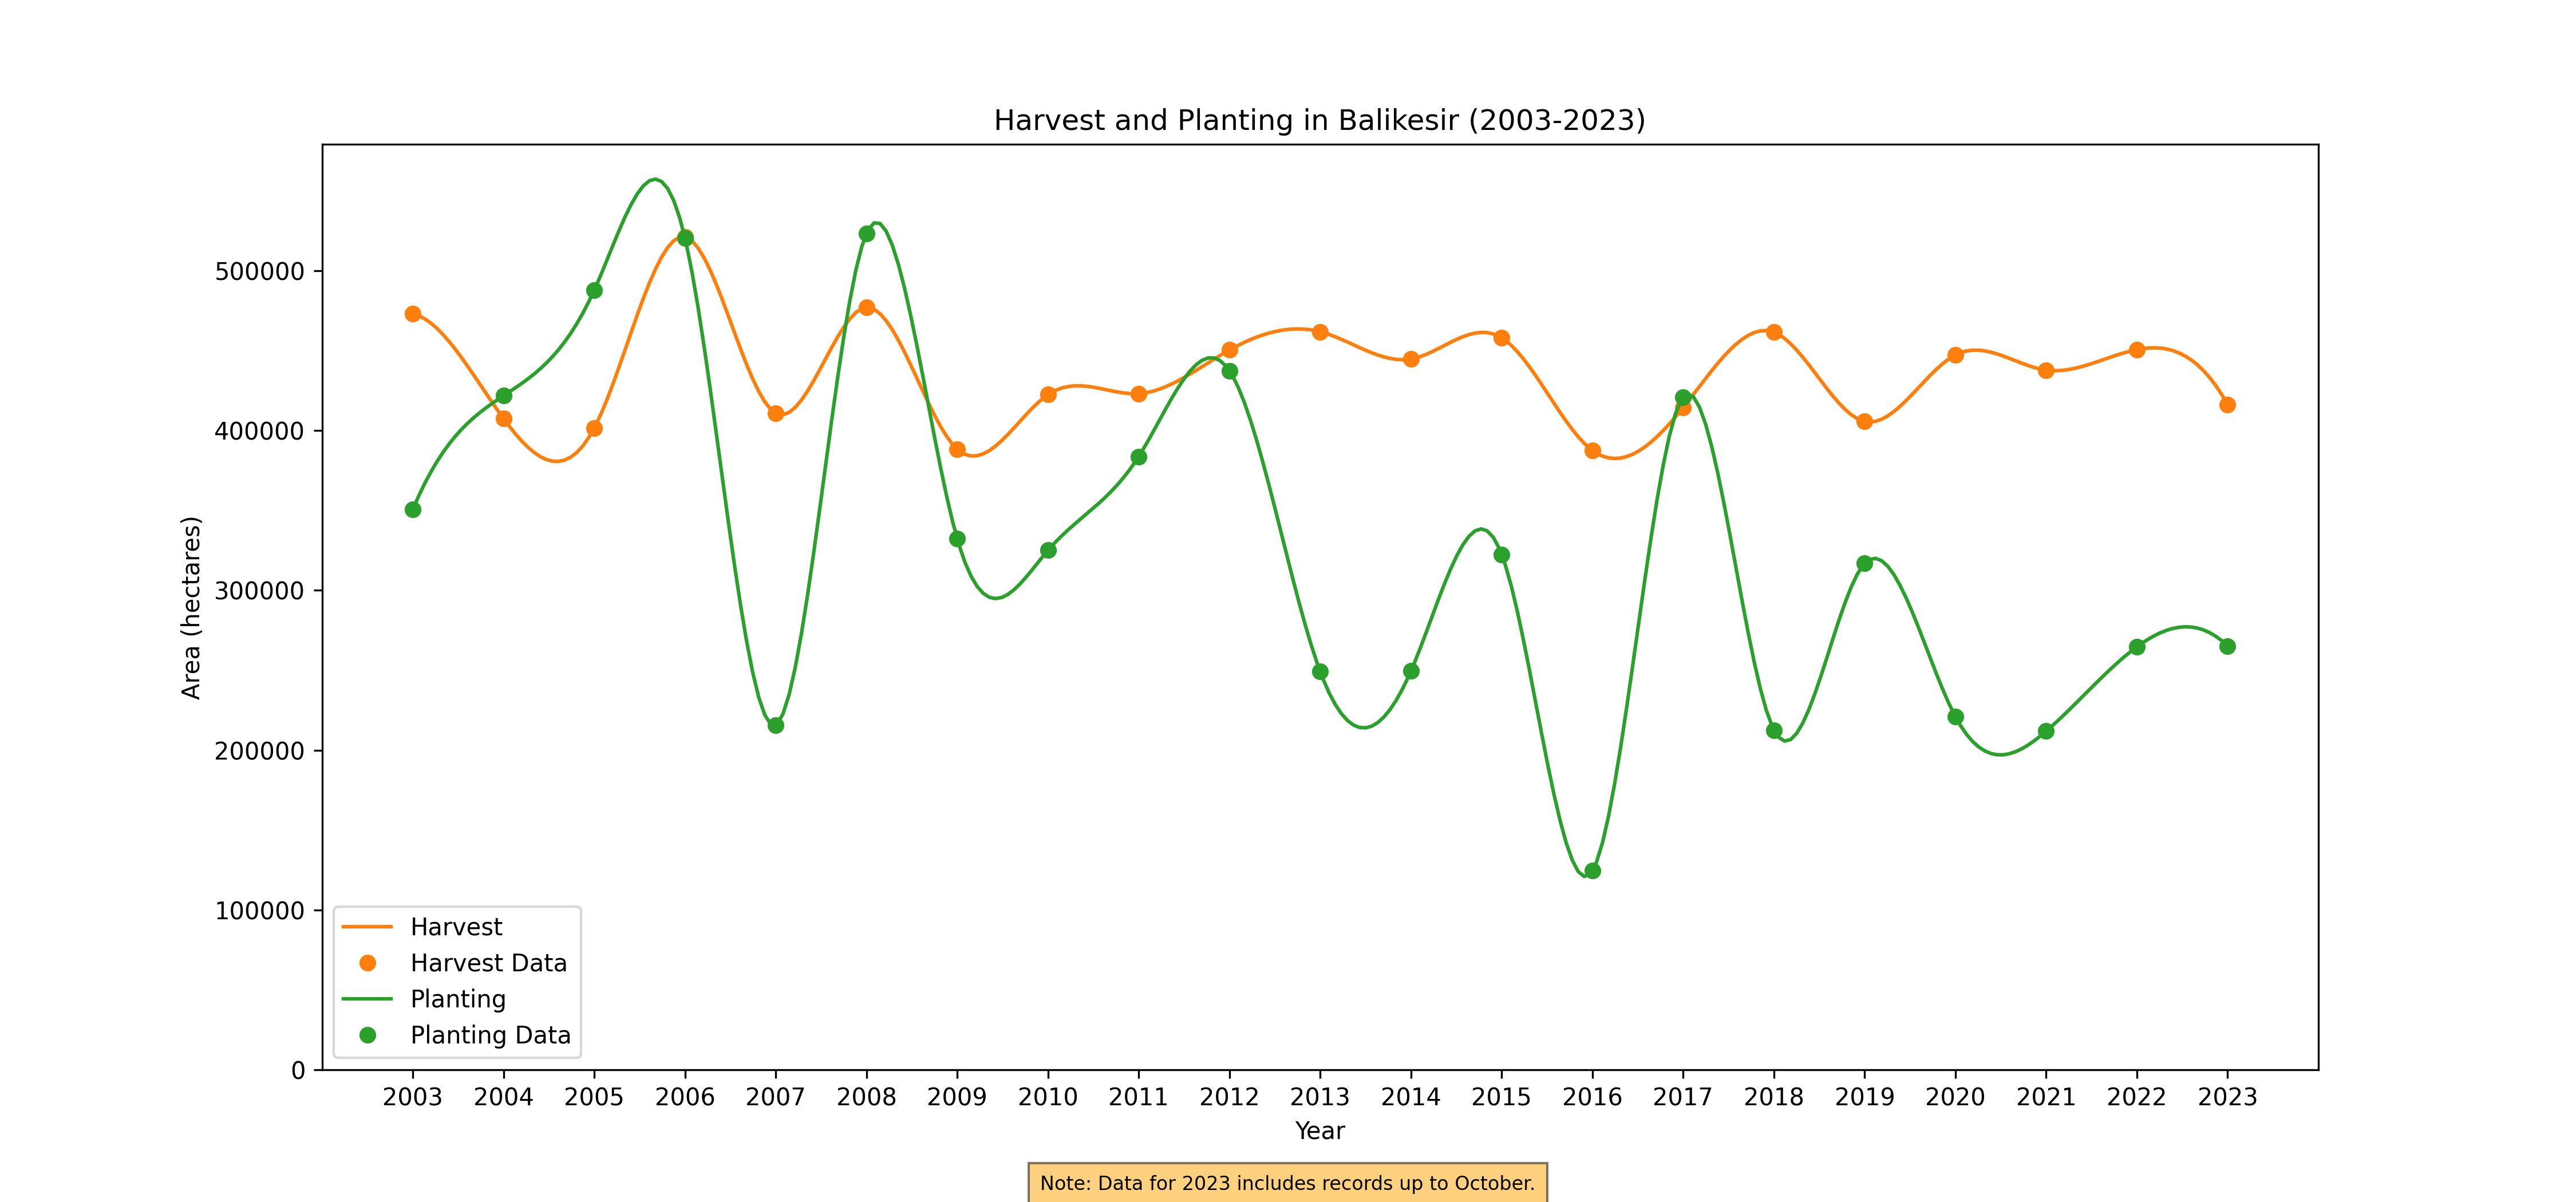 Harvest and Planting in Balikesir (2003-2023)
Area (hectares)
500000
400000
300000
200000
100000
0
Harvest
Harvest Data
Planting
Planting Data
2003 2004 2005 2006 2007 2008 2009 2010 2011 2012 2013 2014 2015 2016 2017 2018 2019 2020 2021 2022 2023
Year
Note: Data for 2023 includes records up to October.